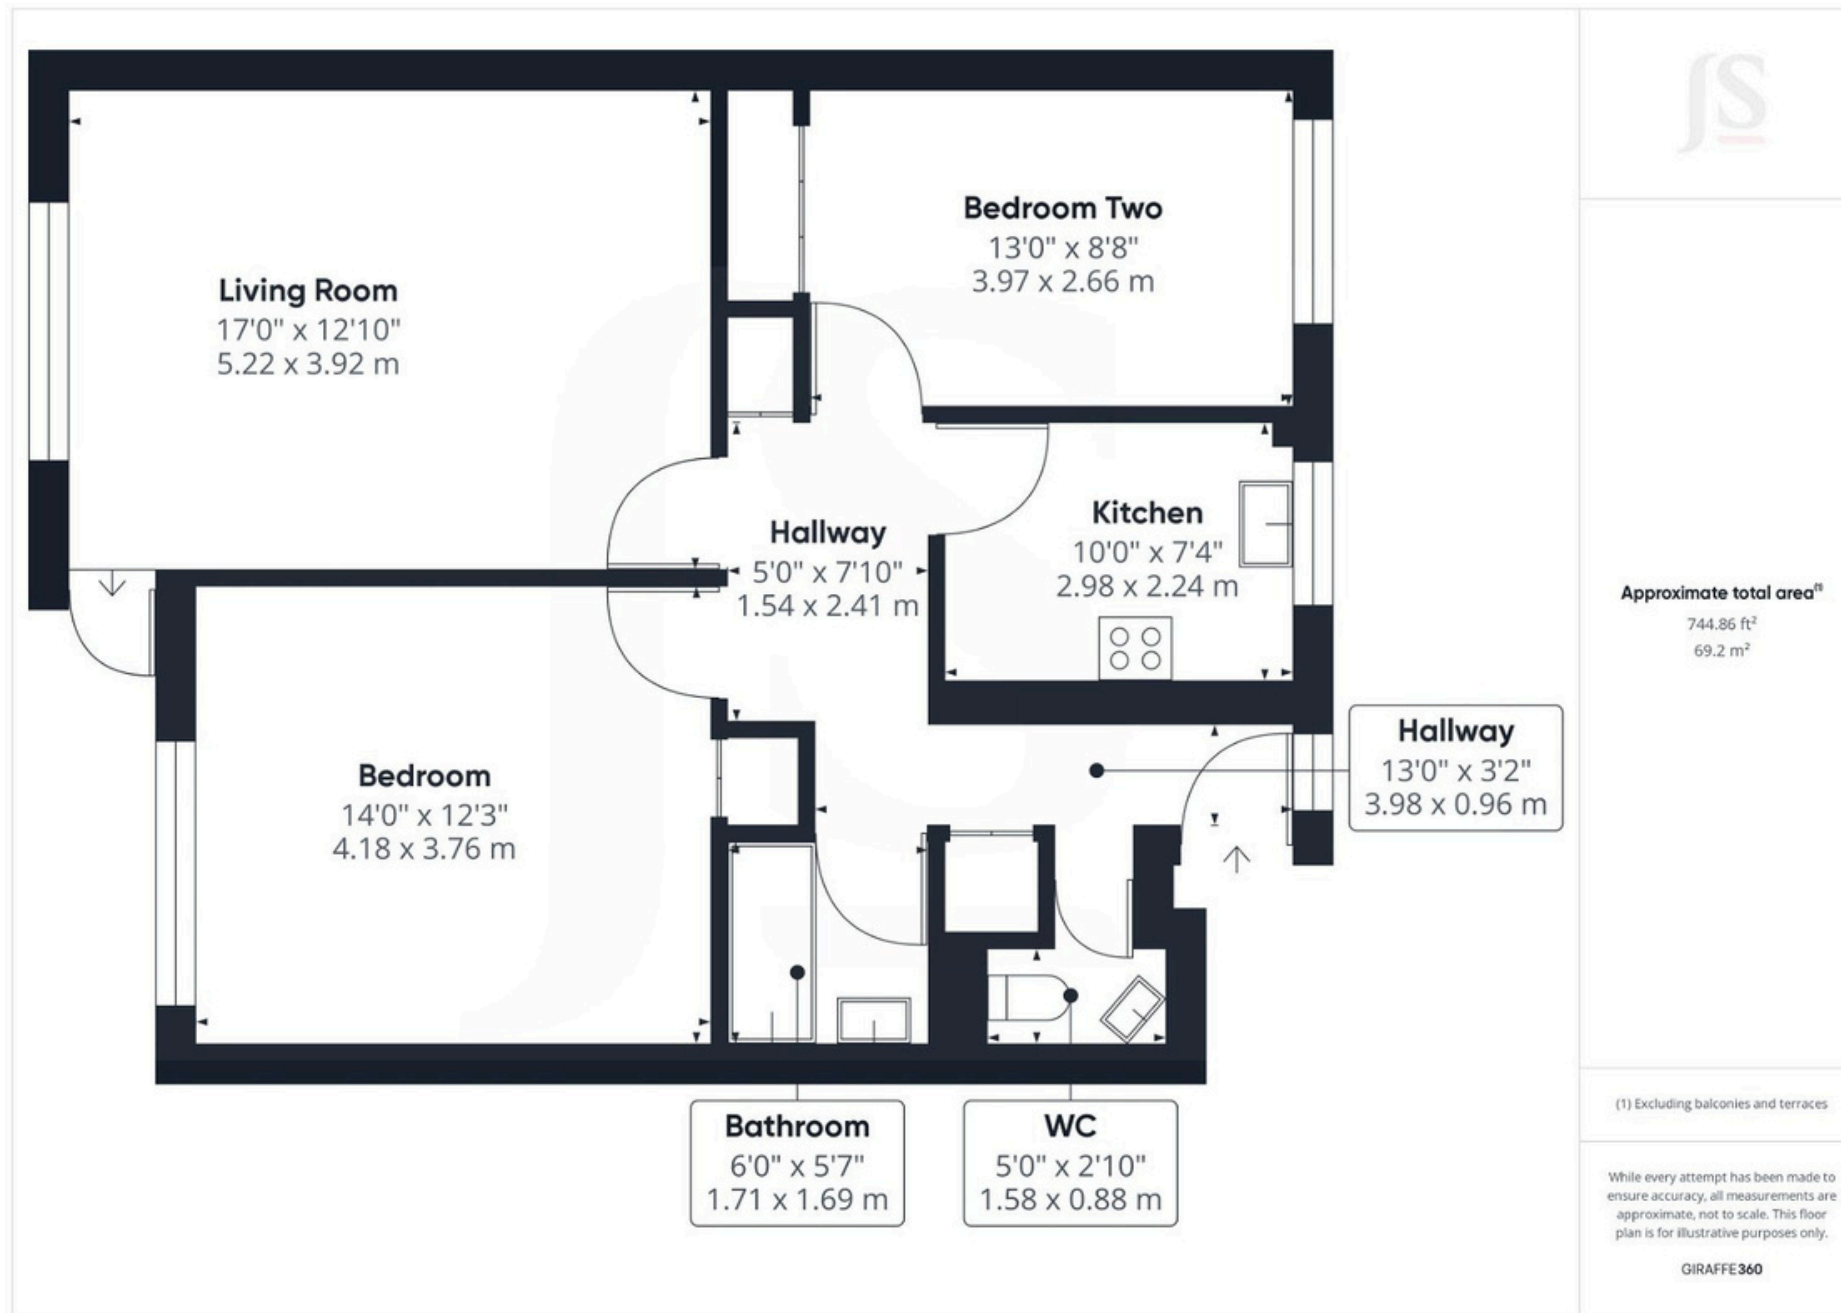 Living Room
17'0" x 12'10"
5.22 x 3.92 m
Bedroom Two
13'0" x 8'8"
3.97 x 2.66 m
Hallway
5'0" x 7'10"
1.54 x 2.41 m
Kitchen
10'0" x 7'4"
2.98 x 2.24 m
Hallway
13'0" x 3'2"
3.98 x 0.96 m
Bedroom
14'0" x 12'3"
4.18 x 3.76 m
Bathroom
6'0" x 5'7"
1.71 x 1.69 m
WC
5'0" x 2'10"
1.58 x 0.88 m
JS
Approximate total area⁽¹⁾
744.86 ft²
69.2 m²
(1) Excluding balconies and terraces
While every attempt has been made to
ensure accuracy, all measurements are
approximate, not to scale. This floor
plan is for illustrative purposes only.
GIRAFFE360